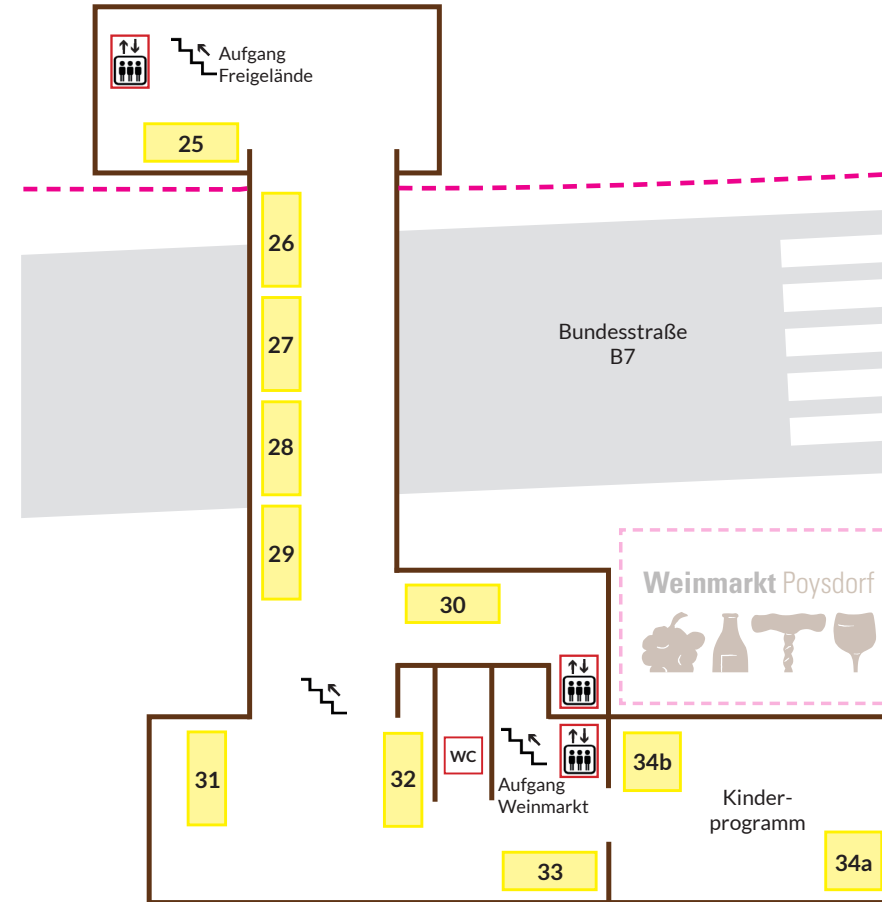 Aufgang
Freigelände
25
26
27
28
29
Bundesstraße
B7
30
Weinmarkt Poysdorf
31
32
WC
Aufgang
Weinmarkt
33
34b
Kinder-
programm
34a